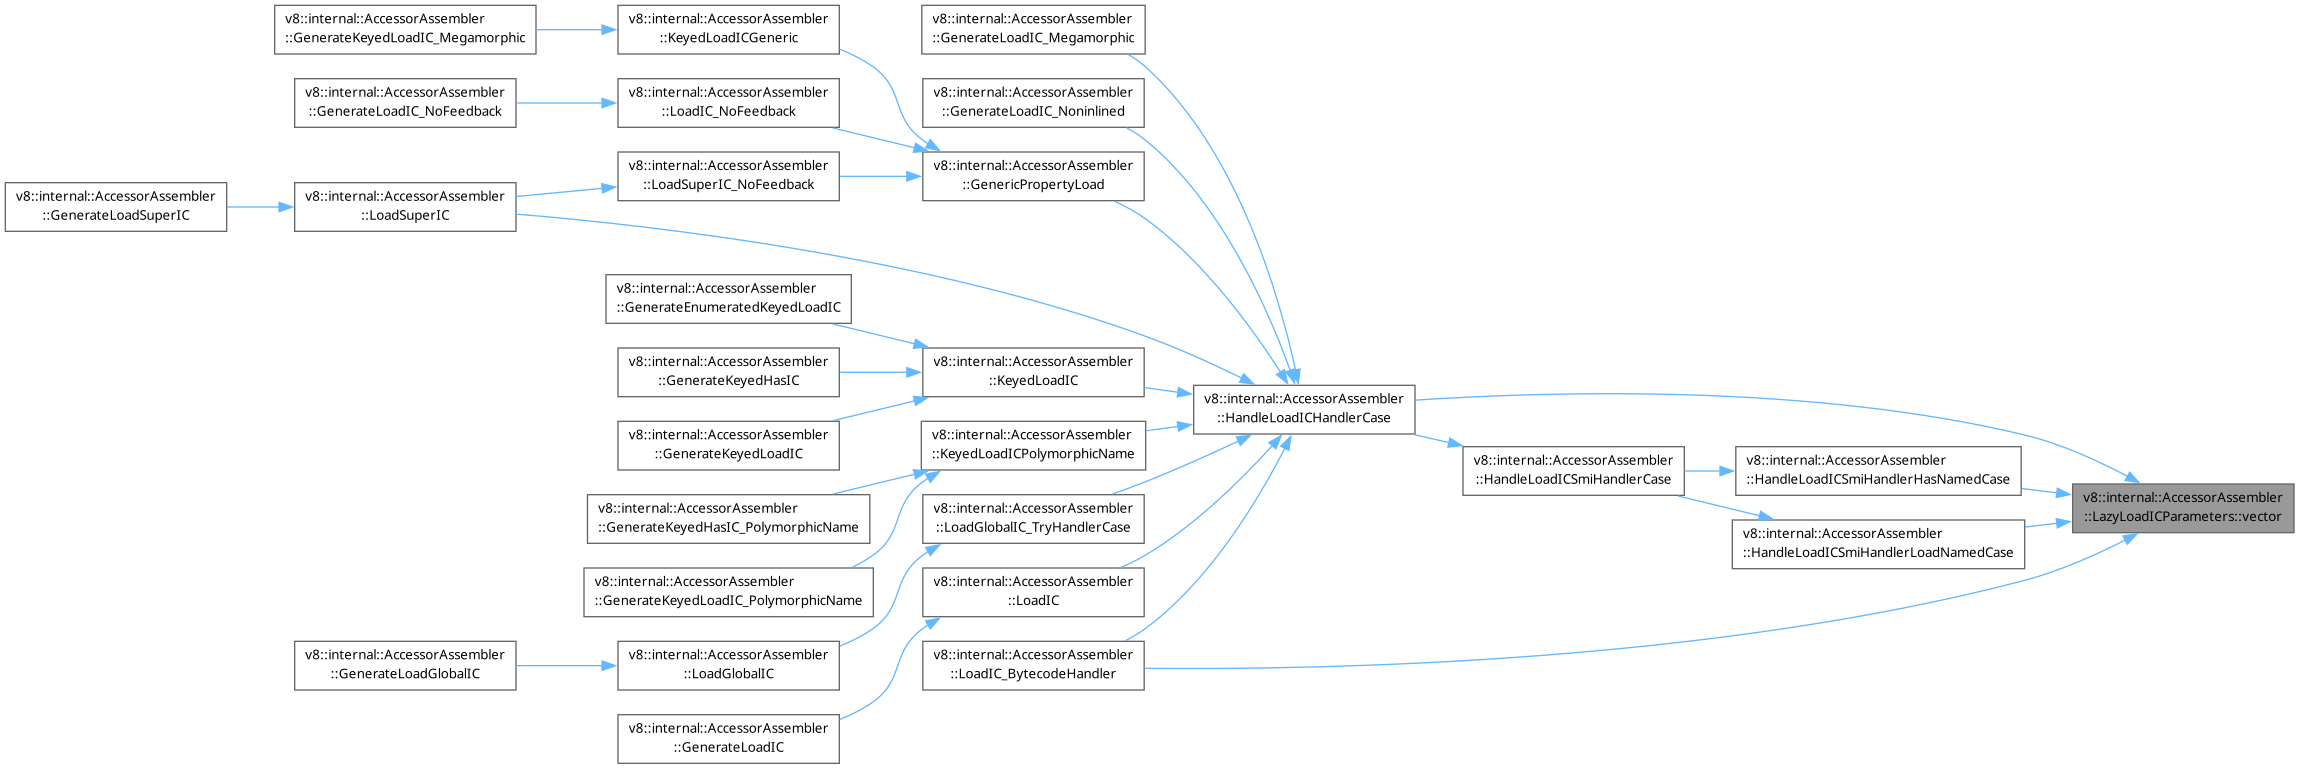 v8::internal::AccessorAssembler
::GenerateKeyedLoadIC_Megamorphic
v8::internal::AccessorAssembler
::KeyedLoadICGeneric
v8::internal::AccessorAssembler
::GenerateLoadIC_Megamorphic
v8::internal::AccessorAssembler
::GenerateLoadIC_NoFeedback
v8::internal::AccessorAssembler
::LoadIC_NoFeedback
v8::internal::AccessorAssembler
::GenerateLoadIC_Noninlined
v8::internal::AccessorAssembler
::GenerateLoadSuperIC
v8::internal::AccessorAssembler
::LoadSuperIC
v8::internal::AccessorAssembler
::LoadSuperIC_NoFeedback
v8::internal::AccessorAssembler
::GenericPropertyLoad
v8::internal::AccessorAssembler
::GenerateEnumeratedKeyedLoadIC
v8::internal::AccessorAssembler
::GenerateKeyedHasIC
v8::internal::AccessorAssembler
::KeyedLoadIC
v8::internal::AccessorAssembler
::GenerateKeyedLoadIC
v8::internal::AccessorAssembler
::KeyedLoadICPolymorphicName
v8::internal::AccessorAssembler
::HandleLoadICHandlerCase
v8::internal::AccessorAssembler
::HandleLoadICSmiHandlerCase
v8::internal::AccessorAssembler
::HandleLoadICSmiHandlerHasNamedCase
v8::internal::AccessorAssembler
::LazyLoadICParameters::vector
v8::internal::AccessorAssembler
::HandleLoadICSmiHandlerLoadNamedCase
v8::internal::AccessorAssembler
::GenerateKeyedHasIC_PolymorphicName
v8::internal::AccessorAssembler
::LoadGlobalIC_TryHandlerCase
v8::internal::AccessorAssembler
::GenerateKeyedLoadIC_PolymorphicName
v8::internal::AccessorAssembler
::LoadIC
v8::internal::AccessorAssembler
::GenerateLoadGlobalIC
v8::internal::AccessorAssembler
::LoadGlobalIC
v8::internal::AccessorAssembler
::LoadIC_BytecodeHandler
v8::internal::AccessorAssembler
::GenerateLoadIC